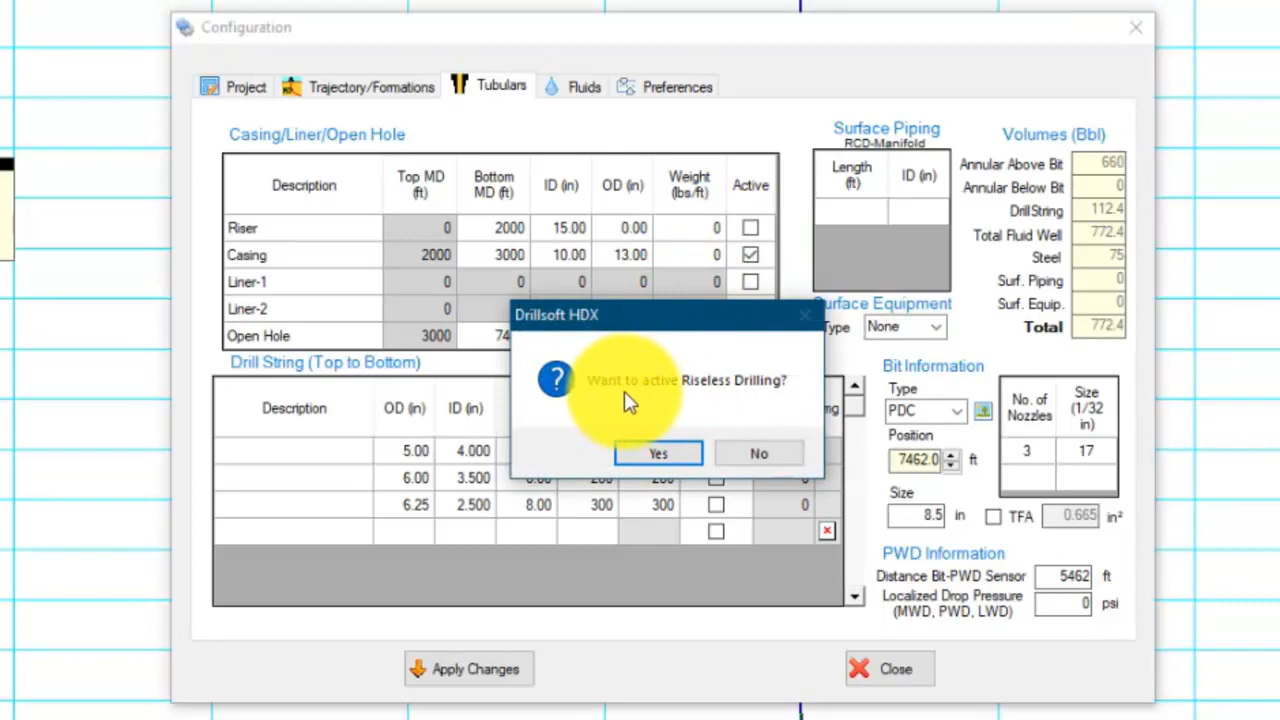 Configuration
Project Trajectory/Formations Tubulars Fluids Preferences
Casing/Liner/Open Hole
Description Top MD (ft) Bottom MD (ft) ID (in) OD (in) Weight (lbs/ft) Active
Riser 0 2000 15.00 0.00 0
Casing 2000 3000 10.00 13.00 0
Liner-1 0 0 0 0 0
Liner-2 0
Open Hole 3000
Surface Piping
RCD-Manifold
Length (ft) ID (in)
Surface Equipment
Type None
Volumes (Bbl)
Annular Above Bit 660
Annular Below Bit 0
DrillString 112.4
Total Fluid Well 772.4
Steel 75
Surf. Piping 0
Surf. Equip. 0
Total 772.4
Drillsoft HDX
Want to active Riseless Drilling?
Yes No
Drill String (Top to Bottom)
Description OD (in) ID (in)
5.00 4.000
6.00 3.500
6.25 2.500 8.00 300 300 0
Bit Information
Type
PDC
Position
7462.0 ft
Size
8.5 in
No. of Nozzles Size (1/32 in)
3 17
TFA 0.665 in²
PWD Information
Distance Bit-PWD Sensor 5462 ft
Localized Drop Pressure 0 psi
(MWD, PWD, LWD)
Apply Changes Close